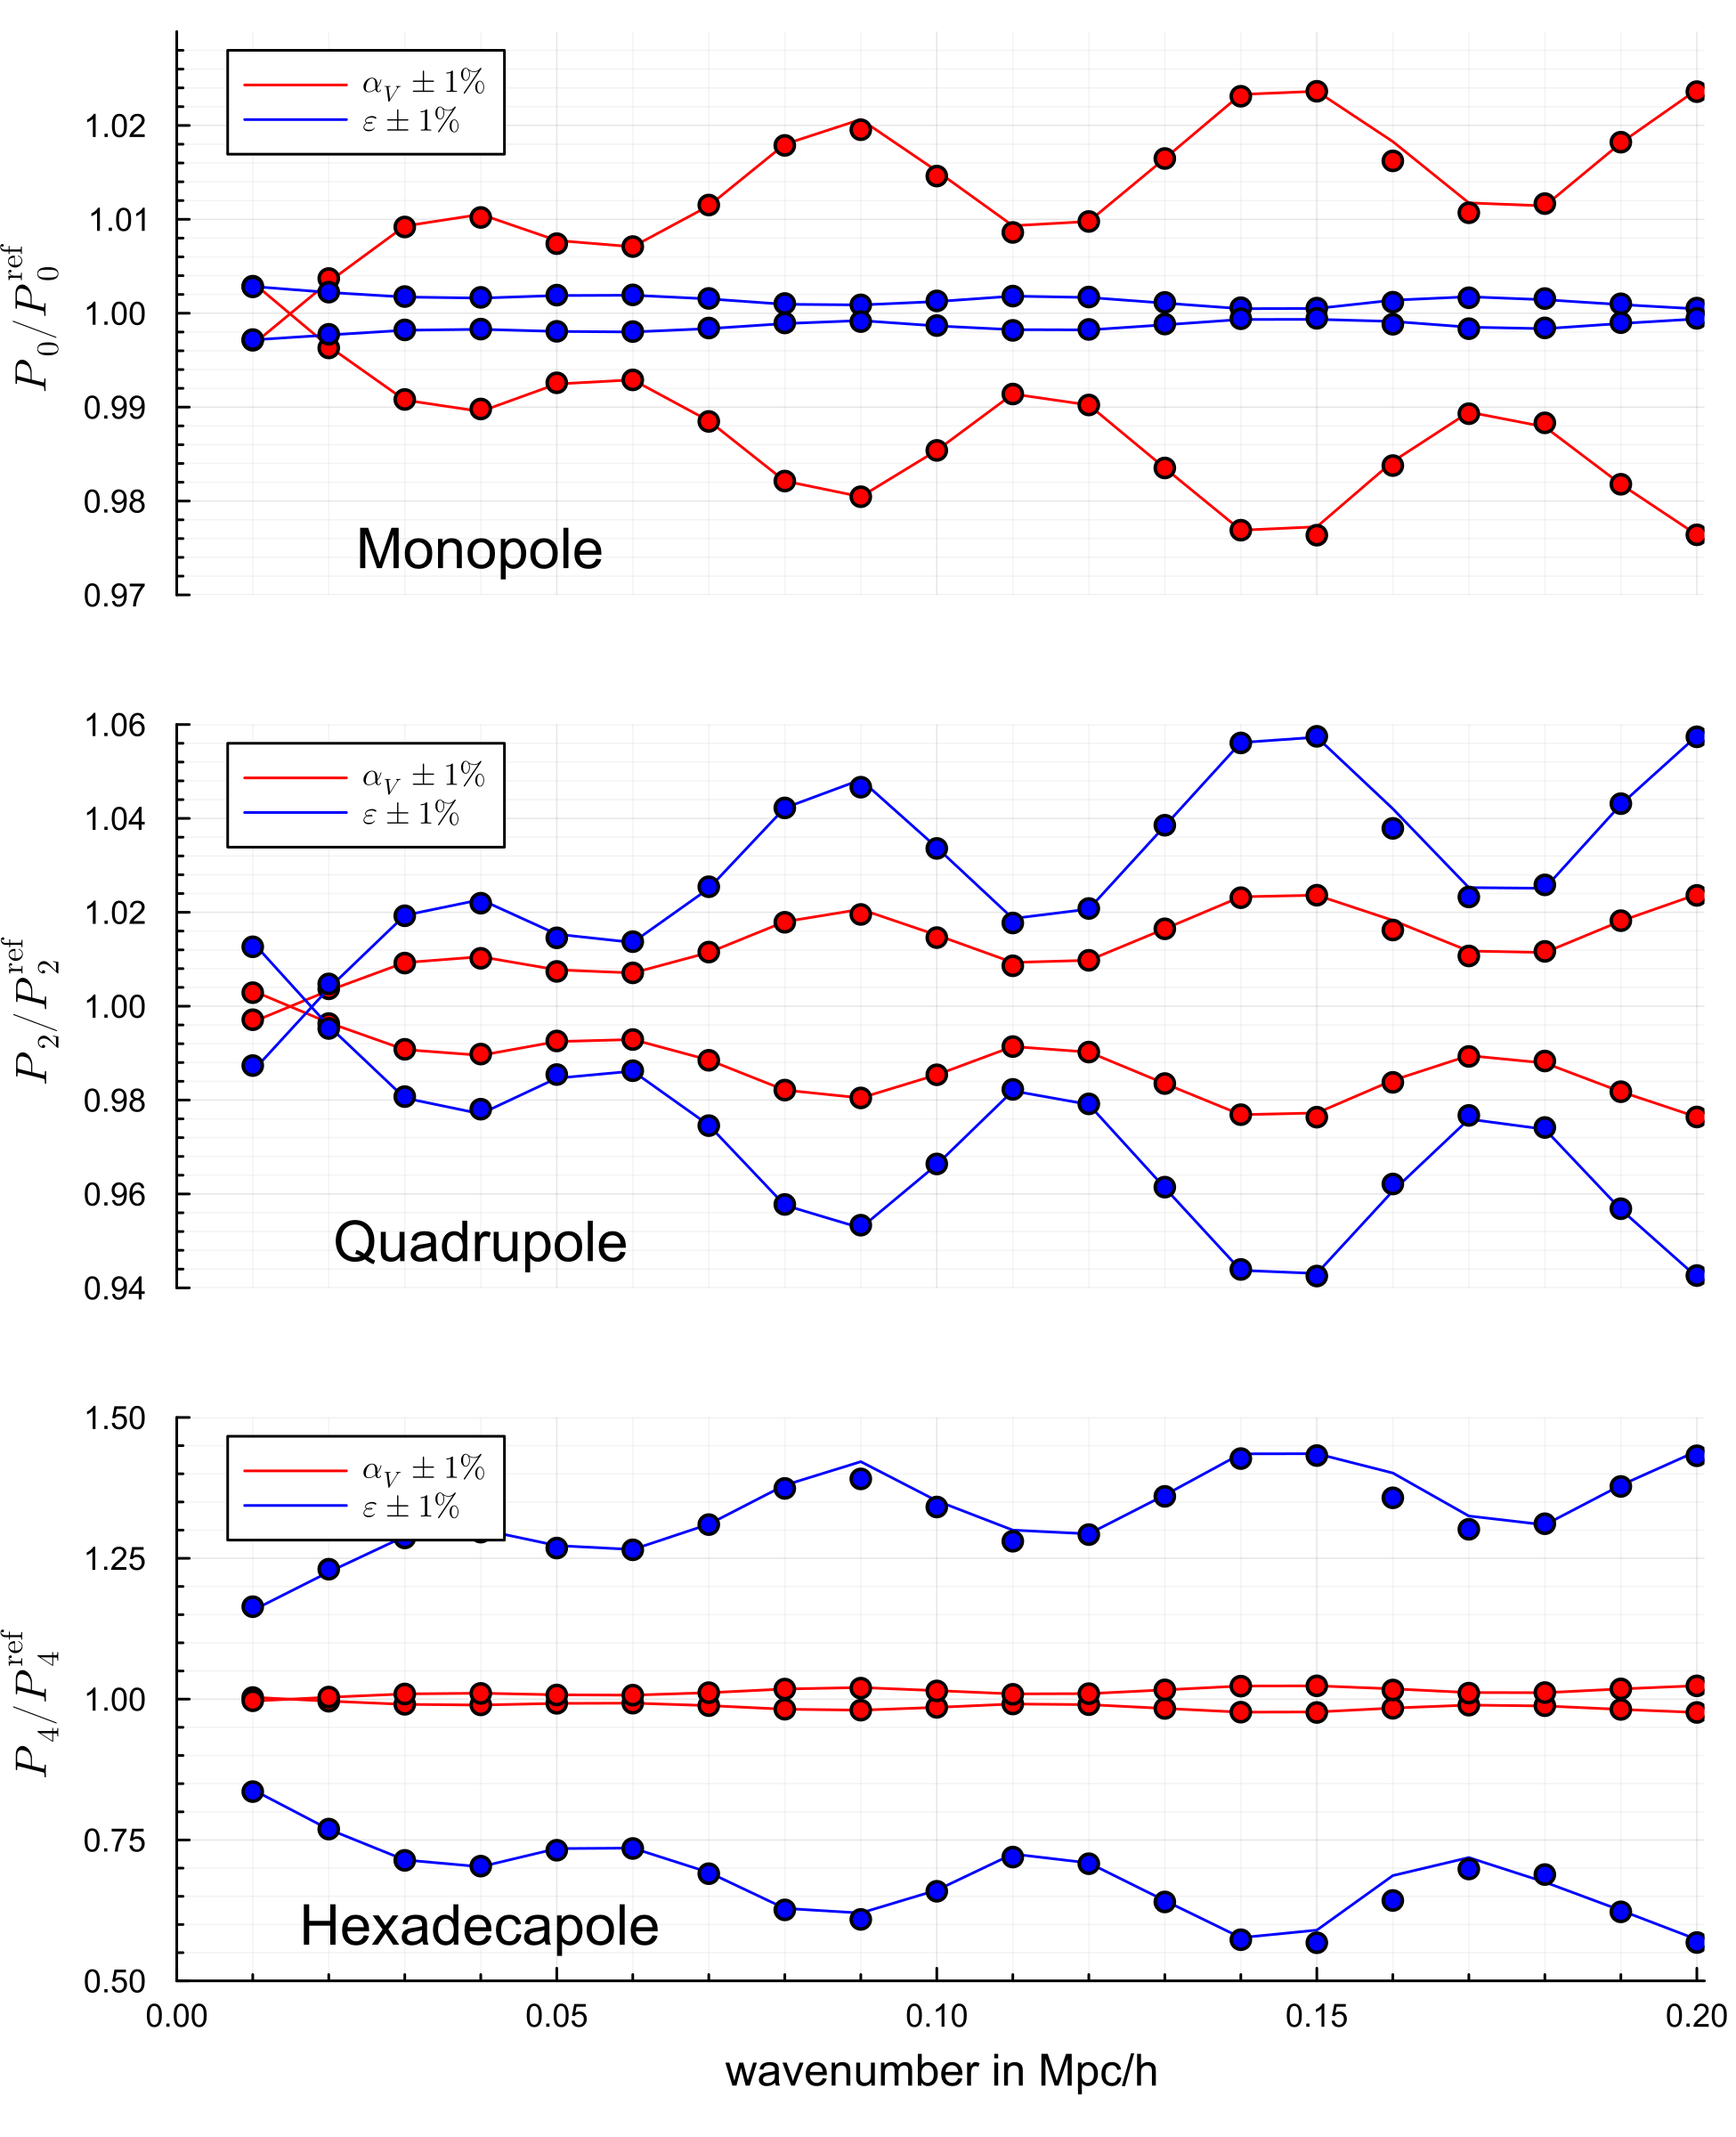 α_V ± 1%
ε ± 1%
1.02
1.01
1.00
0.99
0.98
0.97
P_0/P_0^ref
Monopole
α_V ± 1%
ε ± 1%
1.06
1.04
1.02
1.00
0.98
0.96
0.94
P_2/P_2^ref
Quadrupole
α_V ± 1%
ε ± 1%
1.50
1.25
1.00
0.75
0.50
P_4/P_4^ref
Hexadecapole
0.00 0.05 0.10 0.15 0.20
wavenumber in Mpc/h